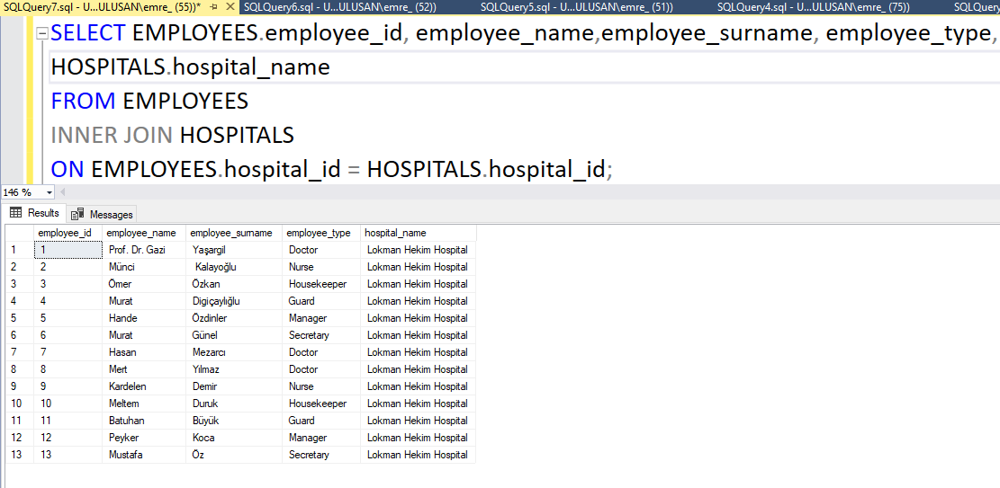 SQLQuery7.sql - U...ULUSAN\emre_ (55))* SQLQuery6.sql - U...ULUSAN\emre_ (52)) SQLQuery5.sql - U...ULUSAN\emre_ (51)) SQLQuery4.sql - U...ULUSAN\emre_ (75)) SQLQuery
SELECT EMPLOYEES.employee_id, employee_name,employee_surname, employee_type,
HOSPITALS.hospital_name
FROM EMPLOYEES
INNER JOIN HOSPITALS
ON EMPLOYEES.hospital_id = HOSPITALS.hospital_id;
146 %
Results Messages
employee_id employee_name employee_surname employee_type hospital_name
1 1 Prof. Dr. Gazi Yaşargil Doctor Lokman Hekim Hospital
2 2 Münci Kalayoğlu Nurse Lokman Hekim Hospital
3 3 Ömer Özkan Housekeeper Lokman Hekim Hospital
4 4 Murat Digiçaylığlu Guard Lokman Hekim Hospital
5 5 Hande Özdinler Manager Lokman Hekim Hospital
6 6 Murat Günel Secretary Lokman Hekim Hospital
7 7 Hasan Mezarcı Doctor Lokman Hekim Hospital
8 8 Mert Yılmaz Doctor Lokman Hekim Hospital
9 9 Kardelen Demir Nurse Lokman Hekim Hospital
10 10 Meltem Duruk Housekeeper Lokman Hekim Hospital
11 11 Batuhan Büyük Guard Lokman Hekim Hospital
12 12 Peyker Koca Manager Lokman Hekim Hospital
13 13 Mustafa Öz Secretary Lokman Hekim Hospital